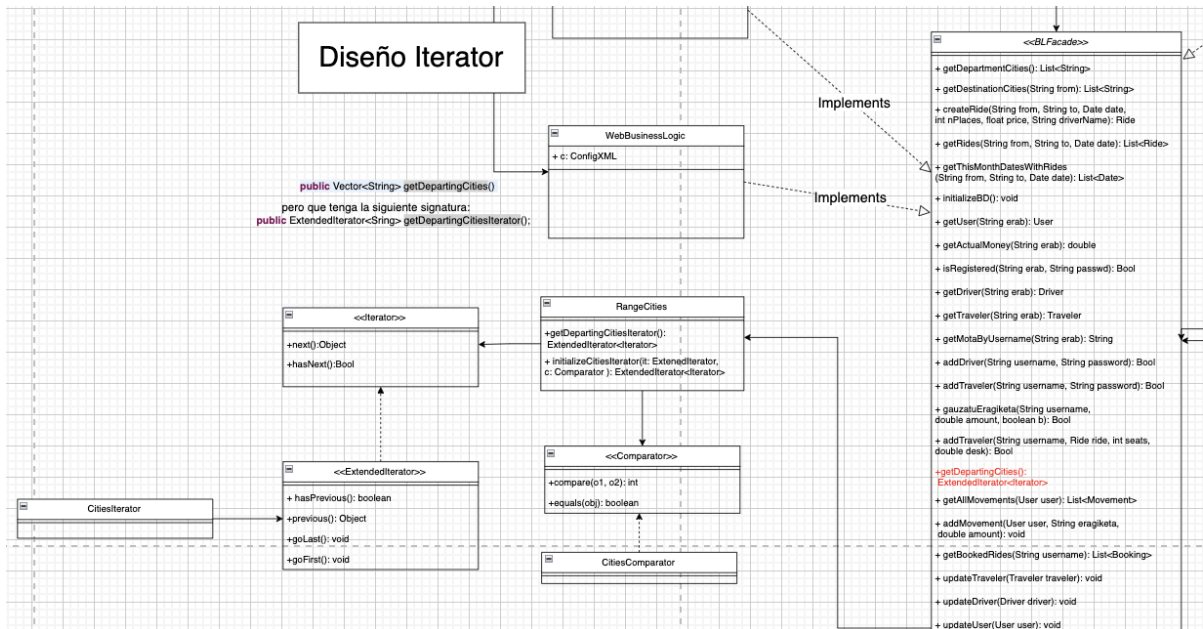 Diseño Iterator
Implements
WebBusinessLogic
+ c: ConfigXML
Implements
public Vector<String> getDepartingCities()
pero que tenga la siguiente signatura:
public ExtendedIterator<Sring> getDepartingCitiesIterator();
<<Iterator>>
+next():Object
+hasNext():Bool
RangeCities
+getDepartingCitiesIterator():
ExtendedIterator<Iterator>
+ initializeCitiesIterator(it: ExtenedIterator,
c: Comparator ): ExtendedIterator<Iterator>
<<ExtendedIterator>>
+ hasPrevious(): boolean
+previous(): Object
+goLast(): void
+goFirst(): void
CitiesIterator
<<Comparator>>
+compare(o1, o2): int
+equals(obj): boolean
CitiesComparator
<<BLFacade>>
+ getDepartmentCities(): List<String>
+ getDestinationCities(String from): List<String>
+ createRide(String from, String to, Date date,
int nPlaces, float price, String driverName): Ride
+ getRides(String from, String to, Date date): List<Ride>
+ getThisMonthDatesWithRides
(String from, String to, Date date): List<Date>
+ initializeBD(): void
+ getUser(String erab): User
+ getActualMoney(String erab): double
+ isRegistered(String erab, String passwd): Bool
+ getDriver(String erab): Driver
+ getTraveler(String erab): Traveler
+ getMotaByUsername(String erab): String
+ addDriver(String username, String password): Bool
+ addTraveler(String username, String password): Bool
+ gauzatuEragiketa(String username,
double amount, boolean b): Bool
+ addTraveler(String username, Ride ride, int seats,
double desk): Bool
+getDepartingCities():
ExtendedIterator<Iterator>
+ getAllMovements(User user): List<Movement>
+ addMovement(User user, String eragiketa,
double amount): void
+ getBookedRides(String username): List<Booking>
+ updateTraveler(Traveler traveler): void
+ updateDriver(Driver driver): void
+ updateUser(User user): void